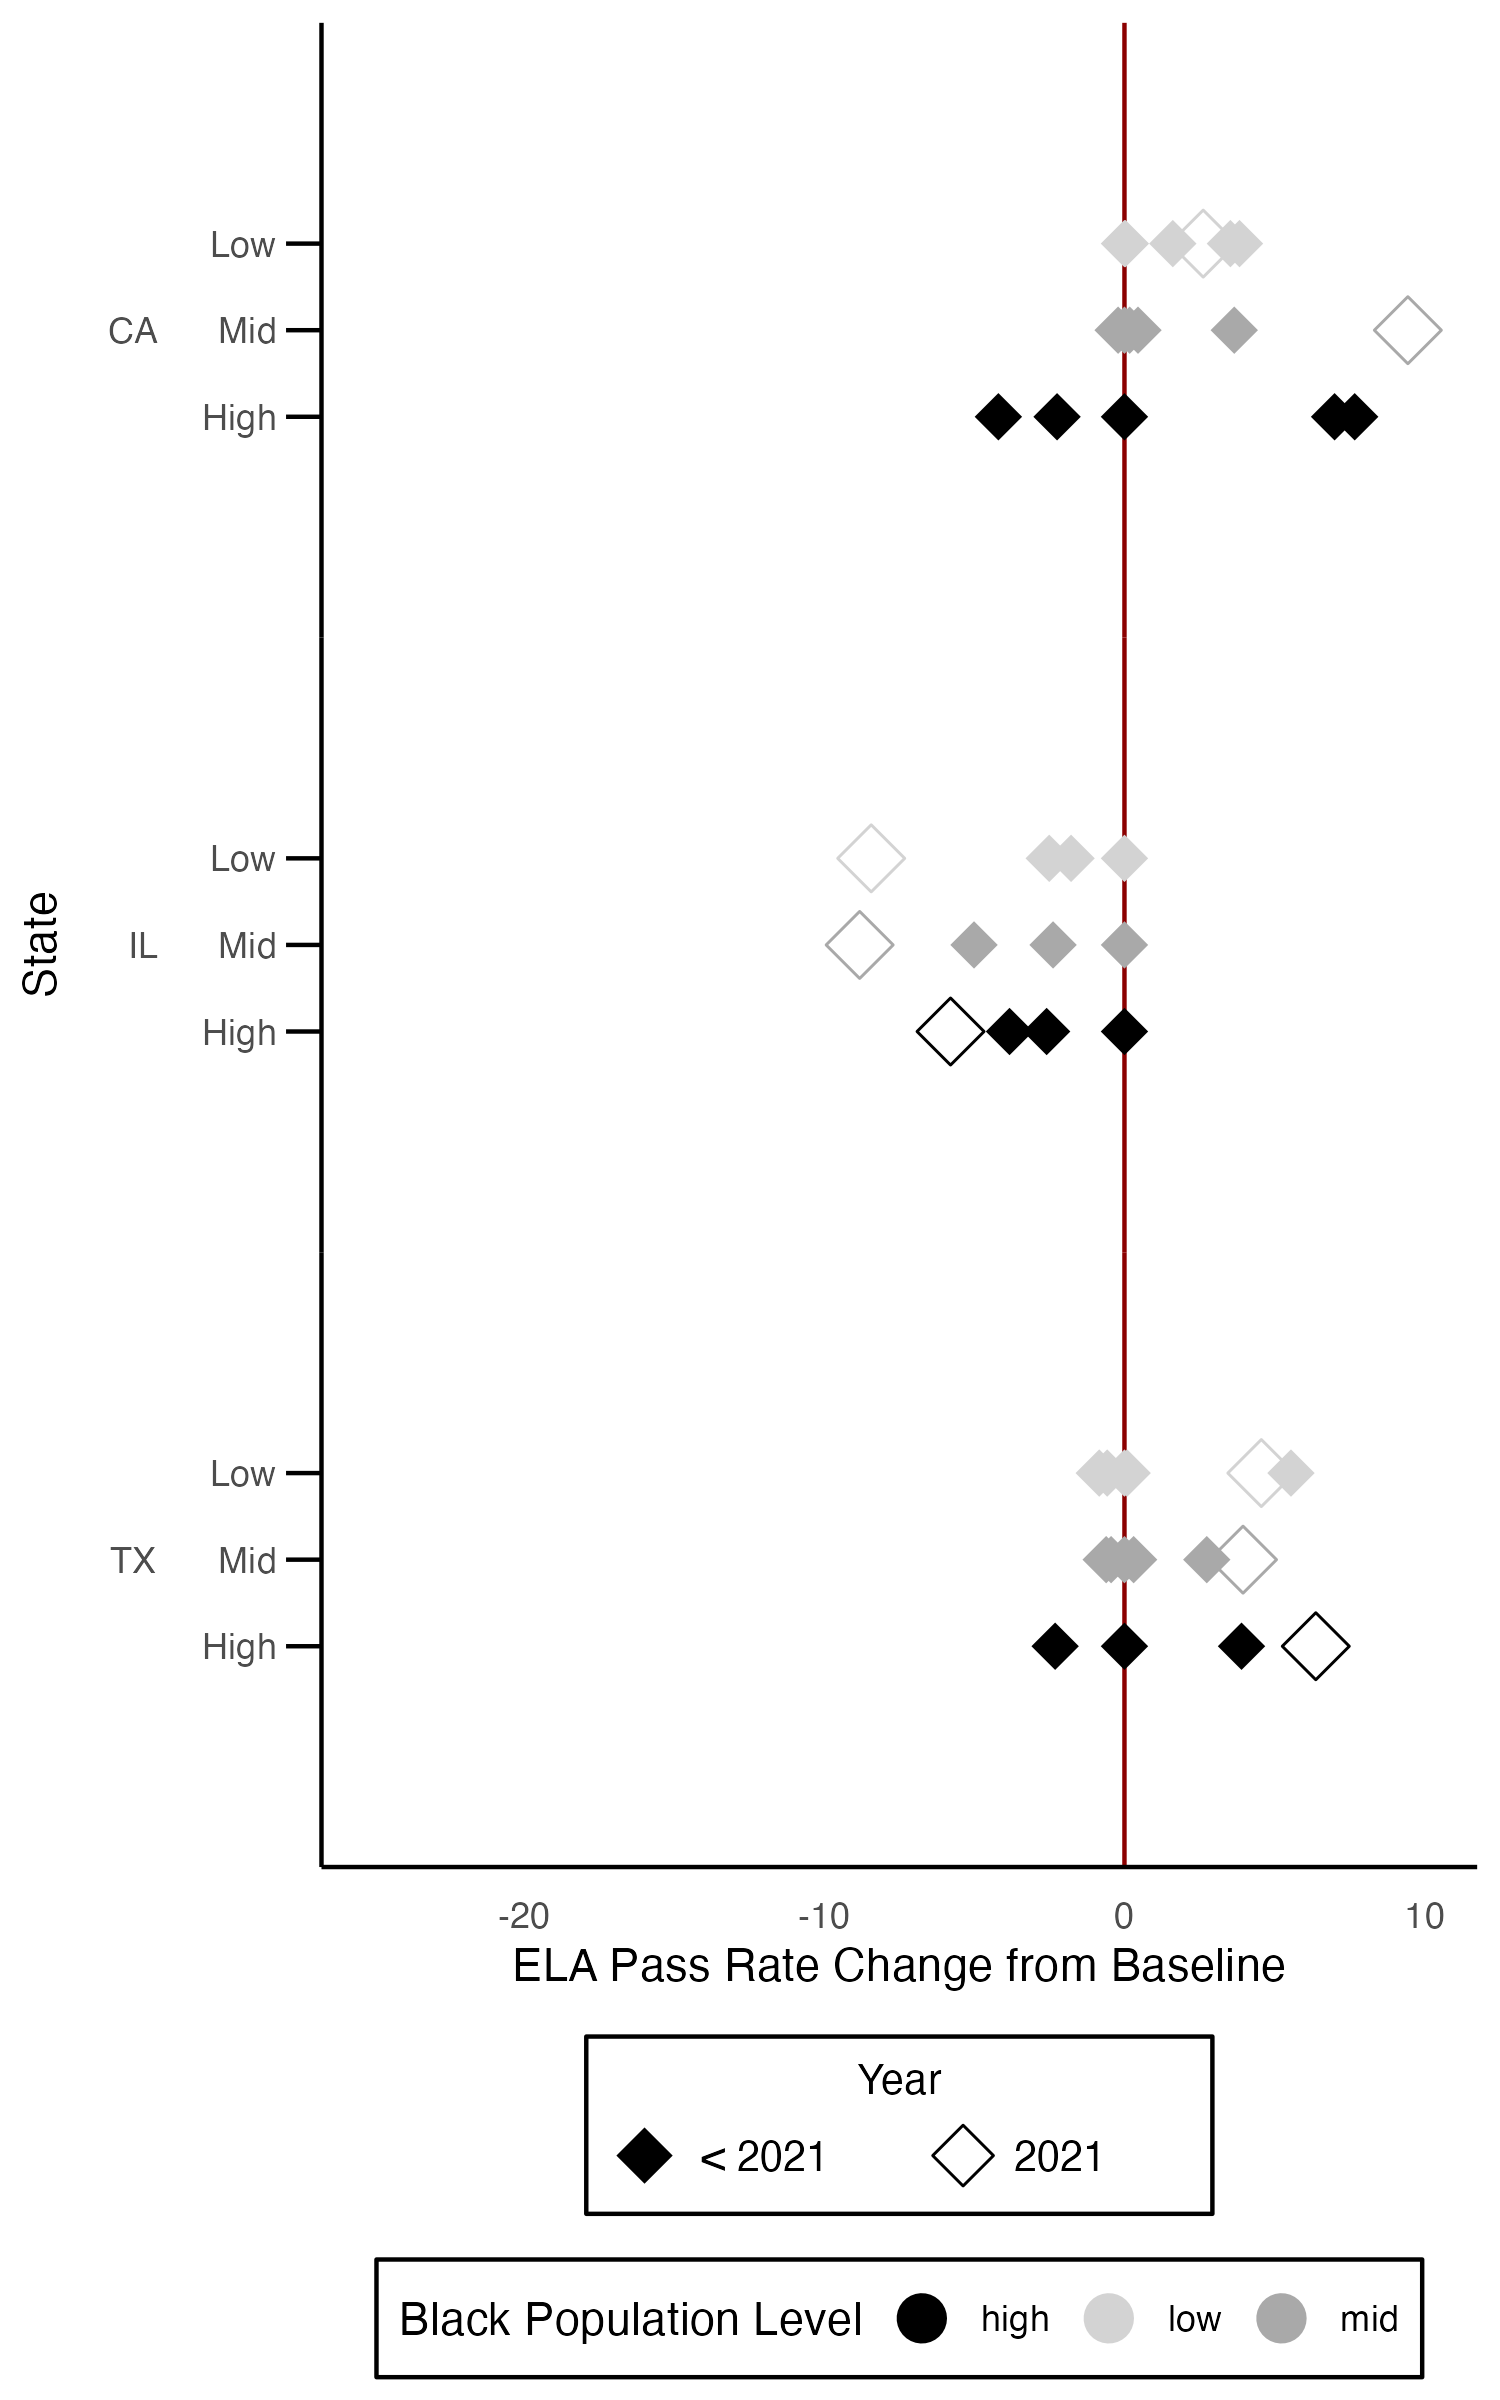 Low
CA Mid
High
Low
State
IL Mid
High
Low
TX Mid
High
-20 -10 0 10
ELA Pass Rate Change from Baseline
Year
< 2021 2021
Black Population Level high low mid